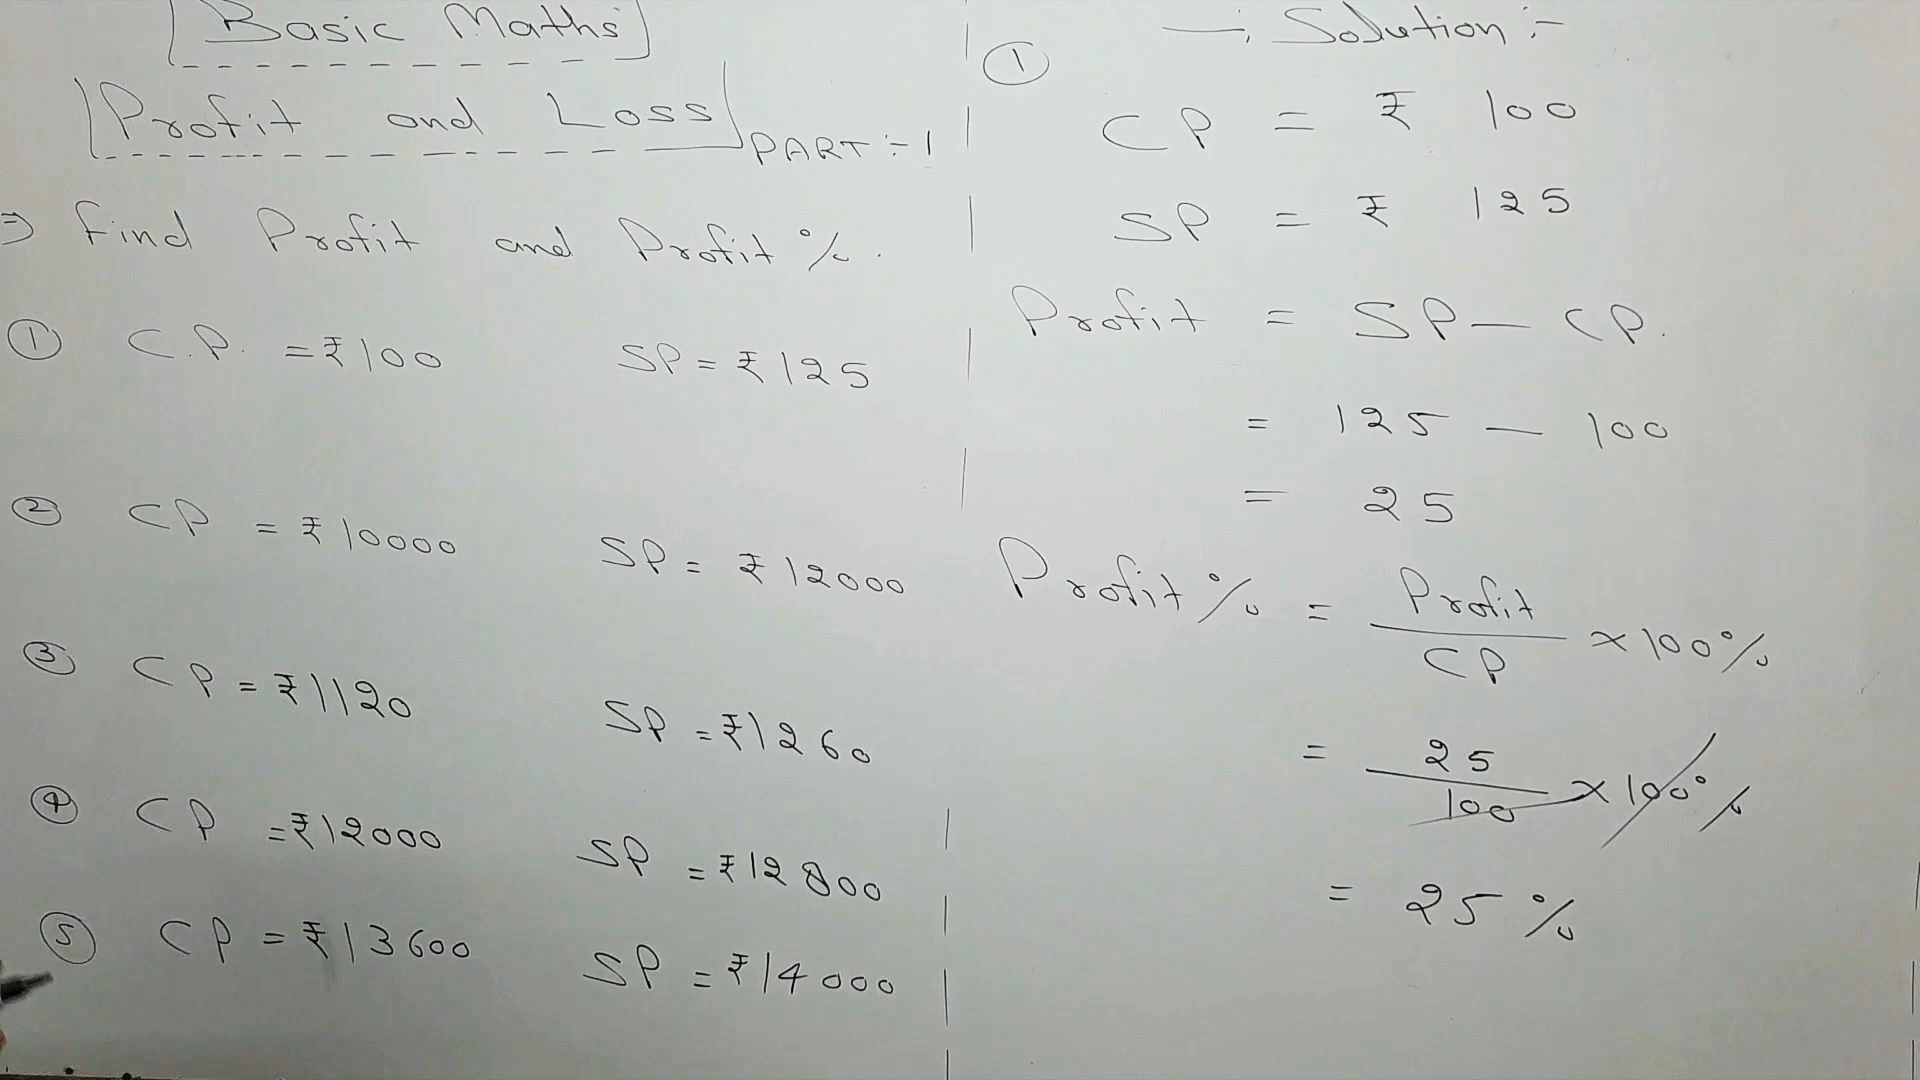 Basic Maths
Profit and Loss
PART :- 1
⇒ Find Profit and Profit %.
① C.P. = ₹ 100 SP = ₹ 125
② CP = ₹ 10000 SP = ₹ 12000
③ CP = ₹ 1120 SP = ₹ 1260
④ CP = ₹ 12000 SP = ₹ 12800
⑤ CP = ₹ 13600 SP = ₹ 14000
—: Solution :-
①
CP = ₹ 100
SP = ₹ 125
Profit = SP — CP.
= 125 — 100
= 25
Profit % = Profit / CP × 100 %
= 25 / 100 × 100 %
= 25 %